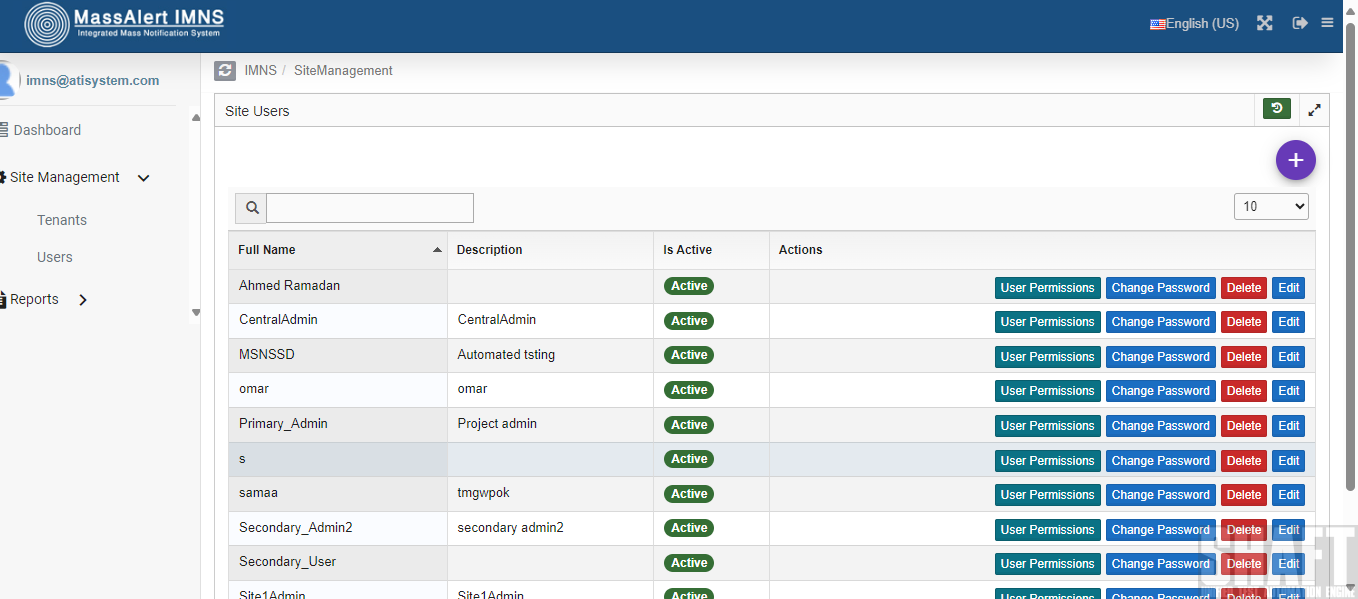 MassAlert IMNS
Integrated Mass Notification System
English (US)
imns@atisystem.com
IMNS / SiteManagement
Dashboard
Site Management
Tenants
Users
Reports
Site Users
+
10
Full Name Description Is Active Actions
Ahmed Ramadan Active User Permissions Change Password Delete Edit
CentralAdmin CentralAdmin Active User Permissions Change Password Delete Edit
MSNSSD Automated tsting Active User Permissions Change Password Delete Edit
omar omar Active User Permissions Change Password Delete Edit
Primary_Admin Project admin Active User Permissions Change Password Delete Edit
s Active User Permissions Change Password Delete Edit
samaa tmgwpok Active User Permissions Change Password Delete Edit
Secondary_Admin2 secondary admin2 Active User Permissions Change Password Delete Edit
Secondary_User Active User Permissions Change Password Delete Edit
Site1Admin Site1Admin Active User Permissions Change Password Delete Edit
SHAFT